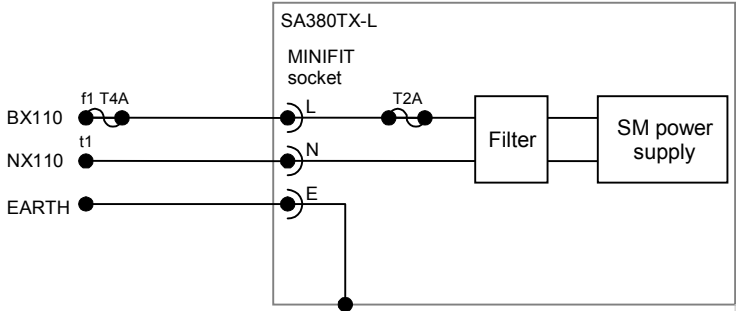 SA380TX-L
MINIFIT
socket
f1 T4A
BX110
L
T2A
Filter
SM power
supply
t1
NX110
N
EARTH
E